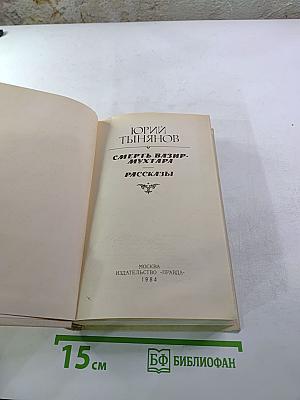 ЮРИЙ
ТЫНЯНОВ
СМЕРТЬ ВАЗИР-
МУХТАРА
РАССКАЗЫ
МОСКВА
ИЗДАТЕЛЬСТВО «ПРАВДА»
1984
15 см
БФ БИБЛИОФАН